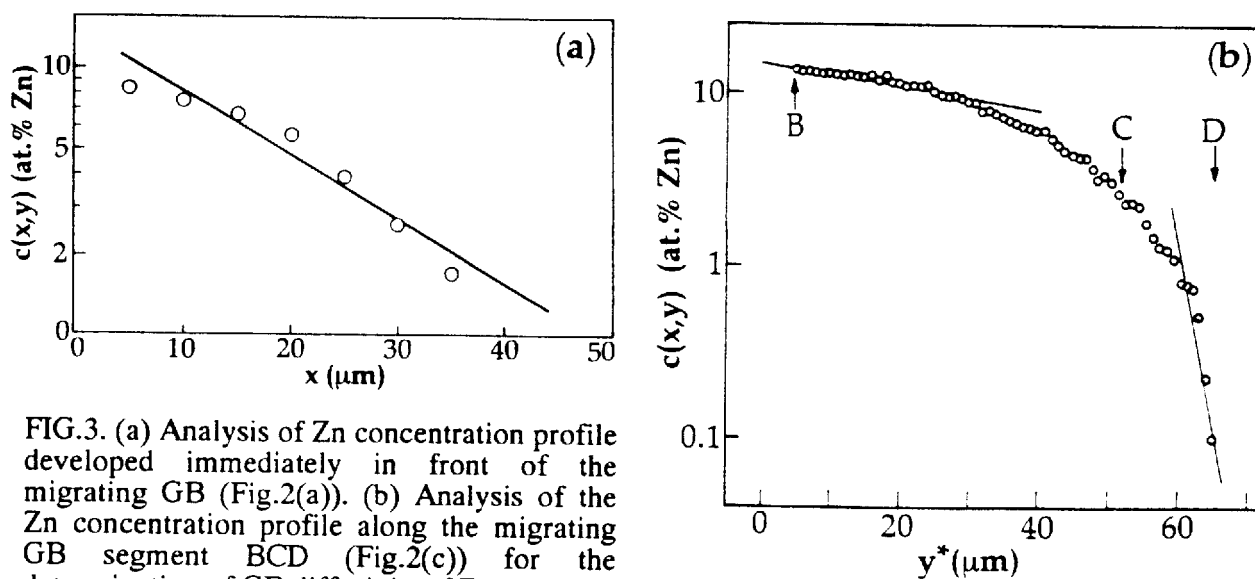 (a)
c(x,y) (at.% Zn)
10
5
2
0
0 10 20 30 40 50
x (μm)
(b)
c(x,y) (at.% Zn)
10
1
0.1
B
C
D
0 20 40 60
y*(μm)
FIG.3. (a) Analysis of Zn concentration profile
developed immediately in front of the
migrating GB (Fig.2(a)). (b) Analysis of the
Zn concentration profile along the migrating
GB segment BCD (Fig.2(c)) for the